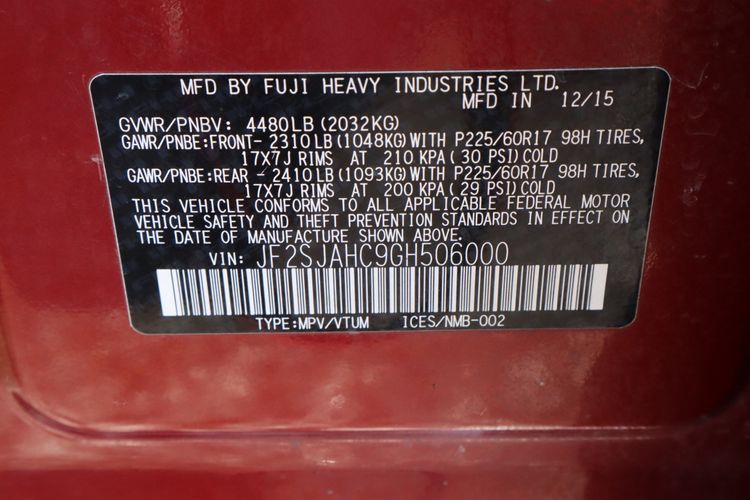 MFD BY FUJI HEAVY INDUSTRIES LTD.
MFD IN 12/15
GVWR/PNBV: 4480LB (2032KG)
GAWR/PNBE:FRONT- 2310LB (1048KG) WITH P225/60R17 98H TIRES,
17X7J RIMS AT 210 KPA ( 30 PSI) COLD
GAWR/PNBE:REAR - 2410LB (1093KG) WITH P225/60R17 98H TIRES,
17X7J RIMS AT 200 KPA ( 29 PSI) COLD
THIS VEHICLE CONFORMS TO ALL APPLICABLE FEDERAL MOTOR
VEHICLE SAFETY AND THEFT PREVENTION STANDARDS IN EFFECT ON
THE DATE OF MANUFACTURE SHOWN ABOVE.
VIN: JF2SJAHC9GH506000
TYPE:MPV/VTUM ICES/NMB-002